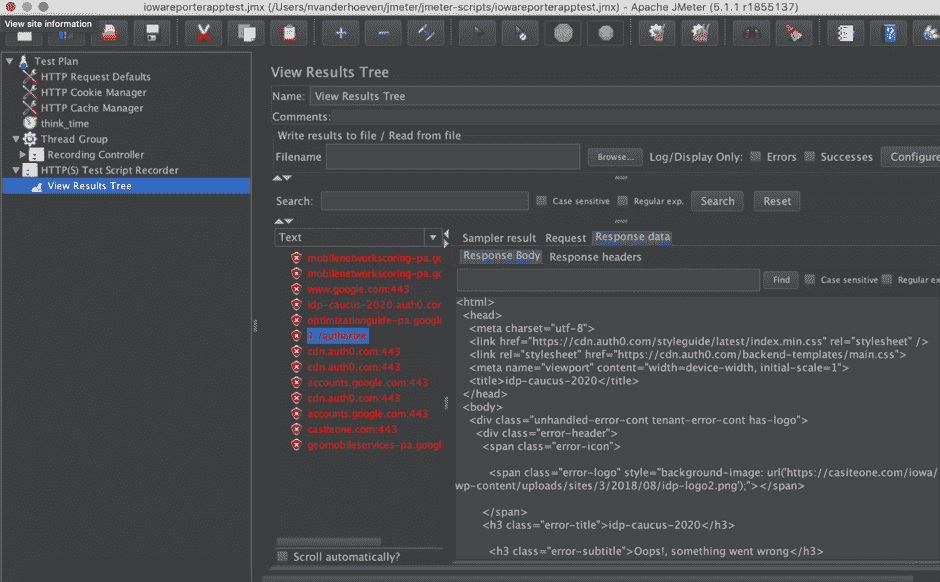 iowareporterapptest.jmx (/Users/nvanderhoeven/jmeter/jmeter-scripts/iowareporterapptest.jmx) - Apache JMeter (5.1.1 r1855137)
View site information
Test Plan
HTTP Request Defaults
HTTP Cookie Manager
HTTP Cache Manager
think_time
Thread Group
Recording Controller
HTTP(S) Test Script Recorder
View Results Tree
View Results Tree
Name: View Results Tree
Comments:
Write results to file / Read from file
Filename Browse... Log/Display Only: Errors Successes Configure
Search: Case sensitive Regular exp. Search Reset
Text
Sampler result Request Response data
Response Body Response headers
Find Case sensitive Regular ex
mobilenetworkscoring-pa.go
mobilenetworkscoring-pa.go
www.google.com:443
idp-caucus-2020.auth0.con
optimizationguide-pa.googl
1 /authorize
cdn.auth0.com:443
cdn.auth0.com:443
accounts.google.com:443
cdn.auth0.com:443
accounts.google.com:443
casiteone.com:443
geomobileservices-pa.googl
Scroll automatically?
<html>
<head>
<meta charset="utf-8">
<link href="https://cdn.auth0.com/styleguide/latest/index.min.css" rel="stylesheet" />
<link rel="stylesheet" href="https://cdn.auth0.com/backend-templates/main.css">
<meta name="viewport" content="width=device-width, initial-scale=1">
<title>idp-caucus-2020</title>
</head>
<body>
<div class="unhandled-error-cont tenant-error-cont has-logo">
<div class="error-header">
<span class="error-icon">
<span class="error-logo" style="background-image: url('https://casiteone.com/iowa/
wp-content/uploads/sites/3/2018/08/idp-logo2.png');"></span>
</span>
<h3 class="error-title">idp-caucus-2020</h3>
<h3 class="error-subtitle">Oops!, something went wrong</h3>